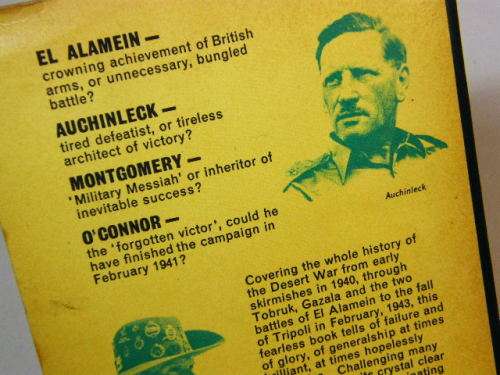 EL ALAMEIN —
crowning achievement of British
arms, or unnecessary, bungled
battle?
AUCHINLECK —
tired defeatist, or tireless
architect of victory?
MONTGOMERY —
'Military Messiah' or inheritor of
inevitable success?
O'CONNOR —
the 'forgotten victor', could he
have finished the campaign in
February 1941?
Auchinleck
Covering the whole history of
the Desert War from early
skirmishes in 1940, through
Tobruk, Gazala and the two
battles of El Alamein to the fall
of Tripoli in February, 1943, this
fearless book tells of failure and
of glory, of generalship at times
brilliant, at times hopelessly
Challenging many
crystal clear